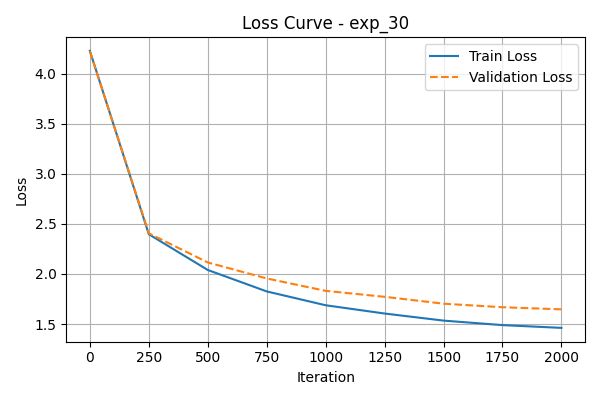 Loss Curve - exp_30
Train Loss
Validation Loss
Loss
4.0
3.5
3.0
2.5
2.0
1.5
0 250 500 750 1000 1250 1500 1750 2000
Iteration